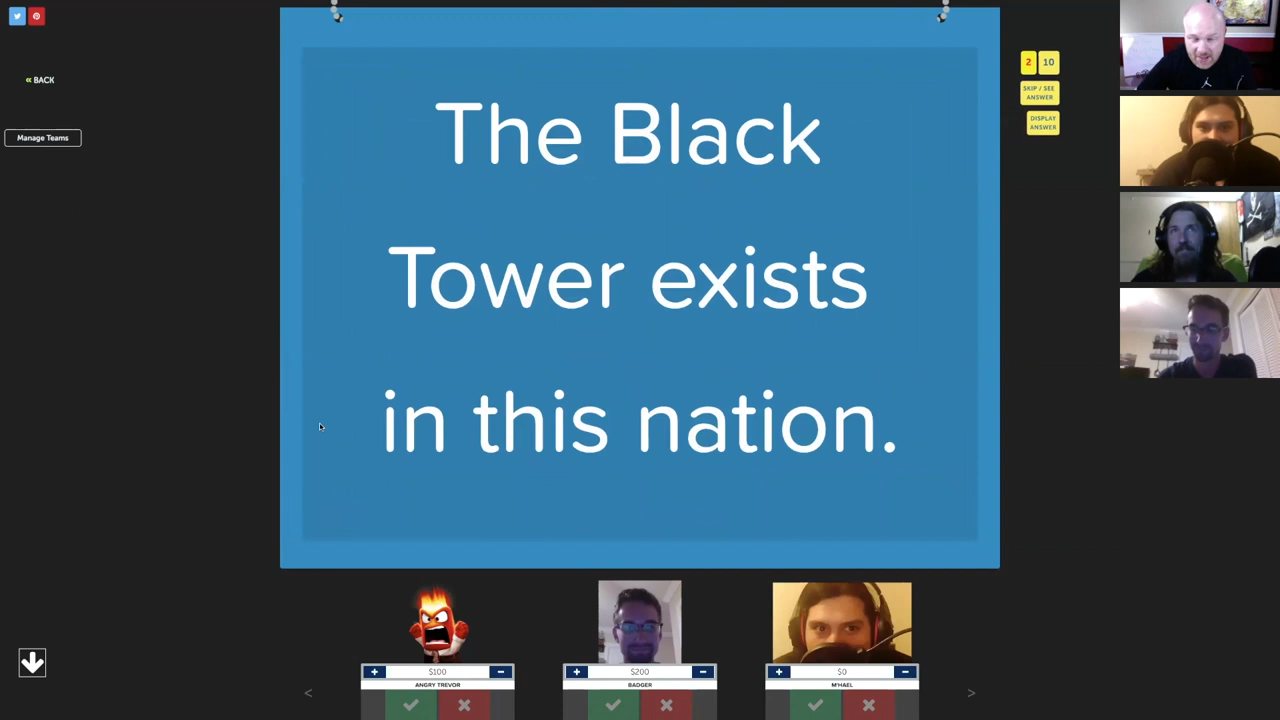 « BACK
Manage Teams
The Black
Tower exists
in this nation.
2 10
SKIP / SEE
ANSWER
DISPLAY
ANSWER
+ $100 −
ANGRY TREVOR
+ $200 −
BADGER
+ $0 −
M'HAEL
< >